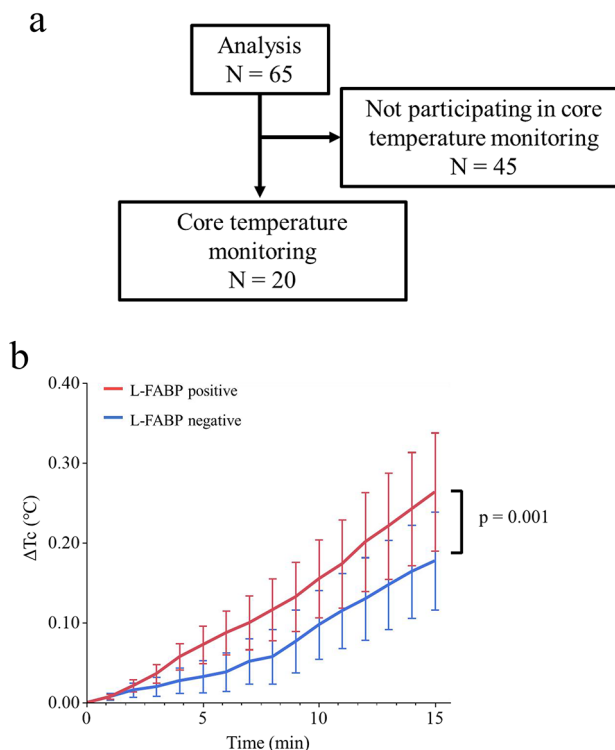 a
Analysis
N = 65
Not participating in core
temperature monitoring
N = 45
Core temperature
monitoring
N = 20
b
0.40
L-FABP positive
L-FABP negative
0.30
ΔTc (°C)
p = 0.001
0.20
0.10
0.00
0 5 10 15
Time (min)